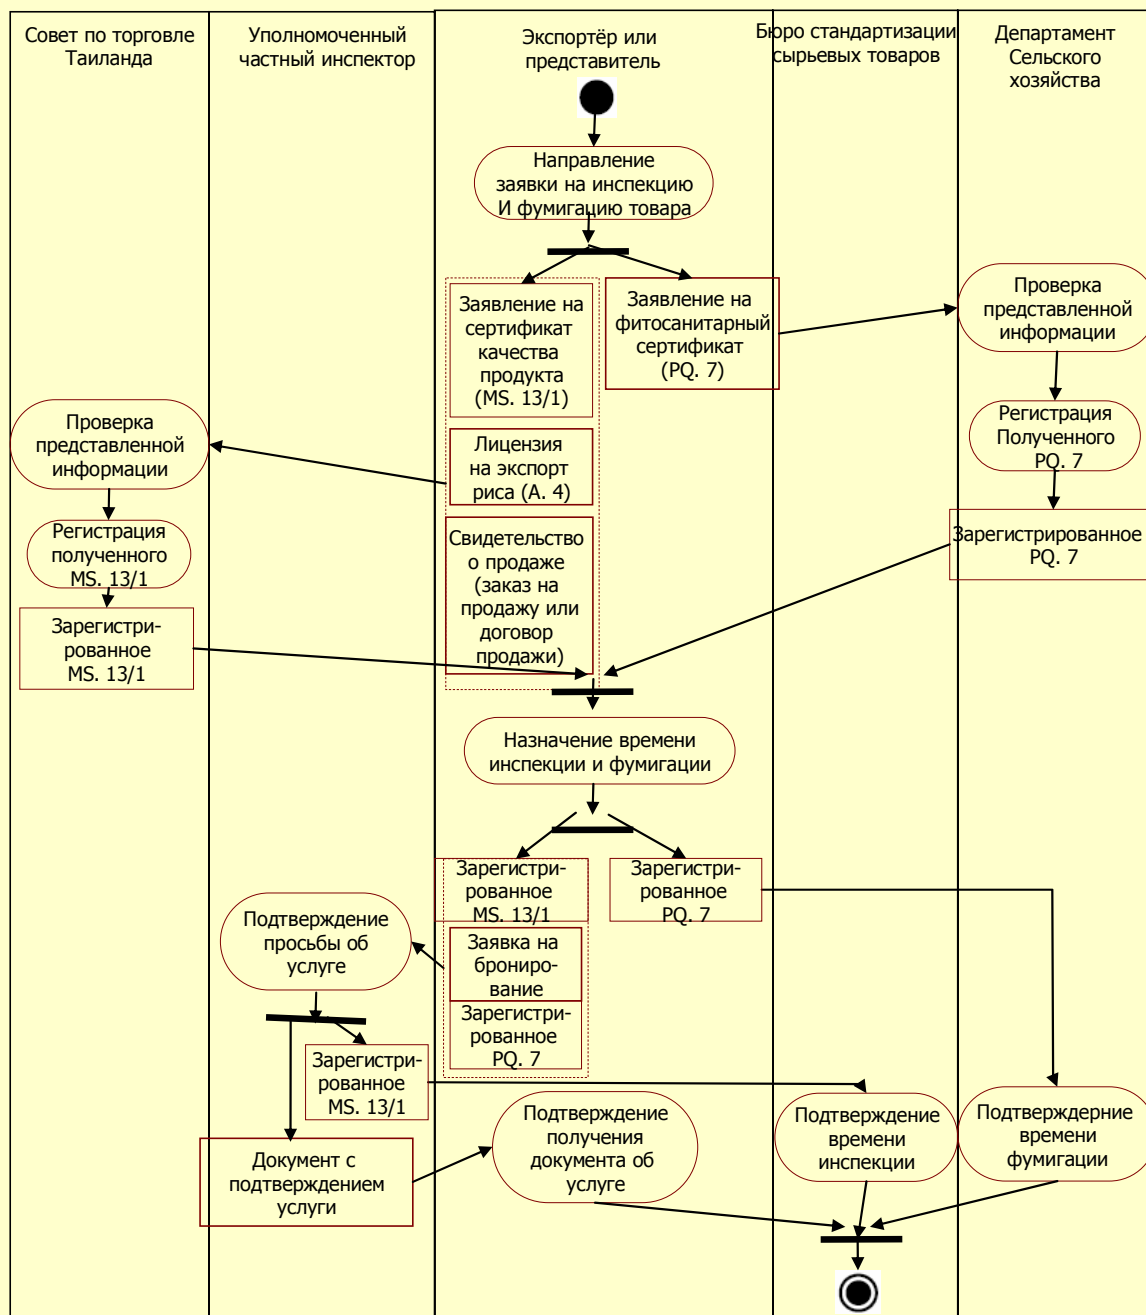 Совет по торговле
Таиланда
Уполномоченный
частный инспектор
Экспортёр или
представитель
Бюро стандартизации
сырьевых товаров
Департамент
Сельского
хозяйства
Направление
заявки на инспекцию
И фумигацию товара
Заявление на
сертификат
качества
продукта
(MS. 13/1)
Заявление на
фитосанитарный
сертификат
(PQ. 7)
Проверка
представленной
информации
Проверка
представленной
информации
Лицензия
на экспорт
риса (А. 4)
Регистрация
Полученного
PQ. 7
Регистрация
полученного
MS. 13/1
Свидетельство
о продаже
(заказ на
продажу или
договор
продажи)
Зарегистрированное
PQ. 7
Зарегистри-
рованное
MS. 13/1
Назначение времени
инспекции и фумигации
Зарегистри-
рованное
MS. 13/1
Зарегистри-
рованное
PQ. 7
Подтверждение
просьбы об
услуге
Заявка на
брониро-
вание
Зарегистри-
рованное
PQ. 7
Зарегистри-
рованное
MS. 13/1
Подтверждение
получения
документа об
услуге
Подтверждение
времени
инспекции
Подтверждерние
времени
фумигации
Документ с
подтверждением
услуги